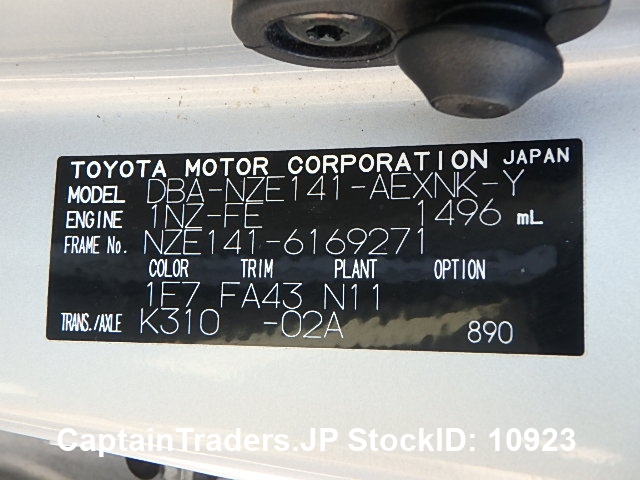 TOYOTA MOTOR CORPORATION JAPAN
MODEL DBA-NZE141-AEXNK-Y
ENGINE 1NZ-FE 1496 mL
FRAME No. NZE141-6169271
COLOR TRIM PLANT OPTION
1E7 FA43 N11
TRANS./AXLE K310 -02A 890
CaptainTraders.JP StockID: 10923